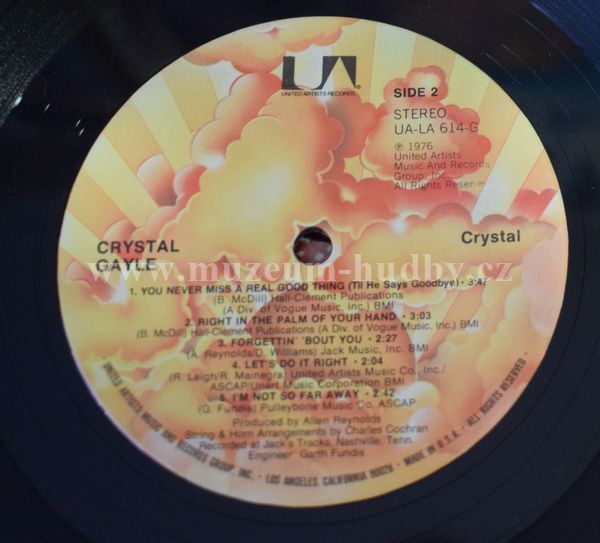 UA
UNITED ARTISTS RECORDS
SIDE 2
STEREO
UA-LA 614-G
℗ 1976
United Artists
Music And Records
Group, Inc.
All Rights Reserve
CRYSTAL
GAYLE
Crystal
www.muzeum-hudby.cz
1. YOU NEVER MISS A REAL GOOD THING (Til He Says Goodbye) • 3:47
(B. McDill) Hall-Clement Publications
(A Div. of Vogue Music, Inc.) BMI
2. RIGHT IN THE PALM OF YOUR HAND • 3:03
(B. McDill) Hall-Clement Publications (A Div. of Vogue Music, Inc.) BMI
3. FORGETTIN' 'BOUT YOU • 2:27
(A. Reynolds/D. Williams) Jack Music, Inc. BMI
4. LET'S DO IT RIGHT • 2:04
(R. Leigh/R. Mainegra) United Artists Music Co., Inc./
ASCAP/Unart Music Corporation BMI
5. I'M NOT SO FAR AWAY • 2:42
(G. Fundis) Pulleybone Music Co. ASCAP
Produced by Allen Reynolds
String & Horn Arrangements by Charles Cochran
Recorded at Jack's Tracks, Nashville, Tenn.
Engineer Garth Fundis
• UNITED ARTISTS MUSIC AND RECORDS GROUP, INC. • LOS ANGELES, CALIFORNIA 90028 • MADE IN U.S.A. • ALL RIGHTS RESERVED •